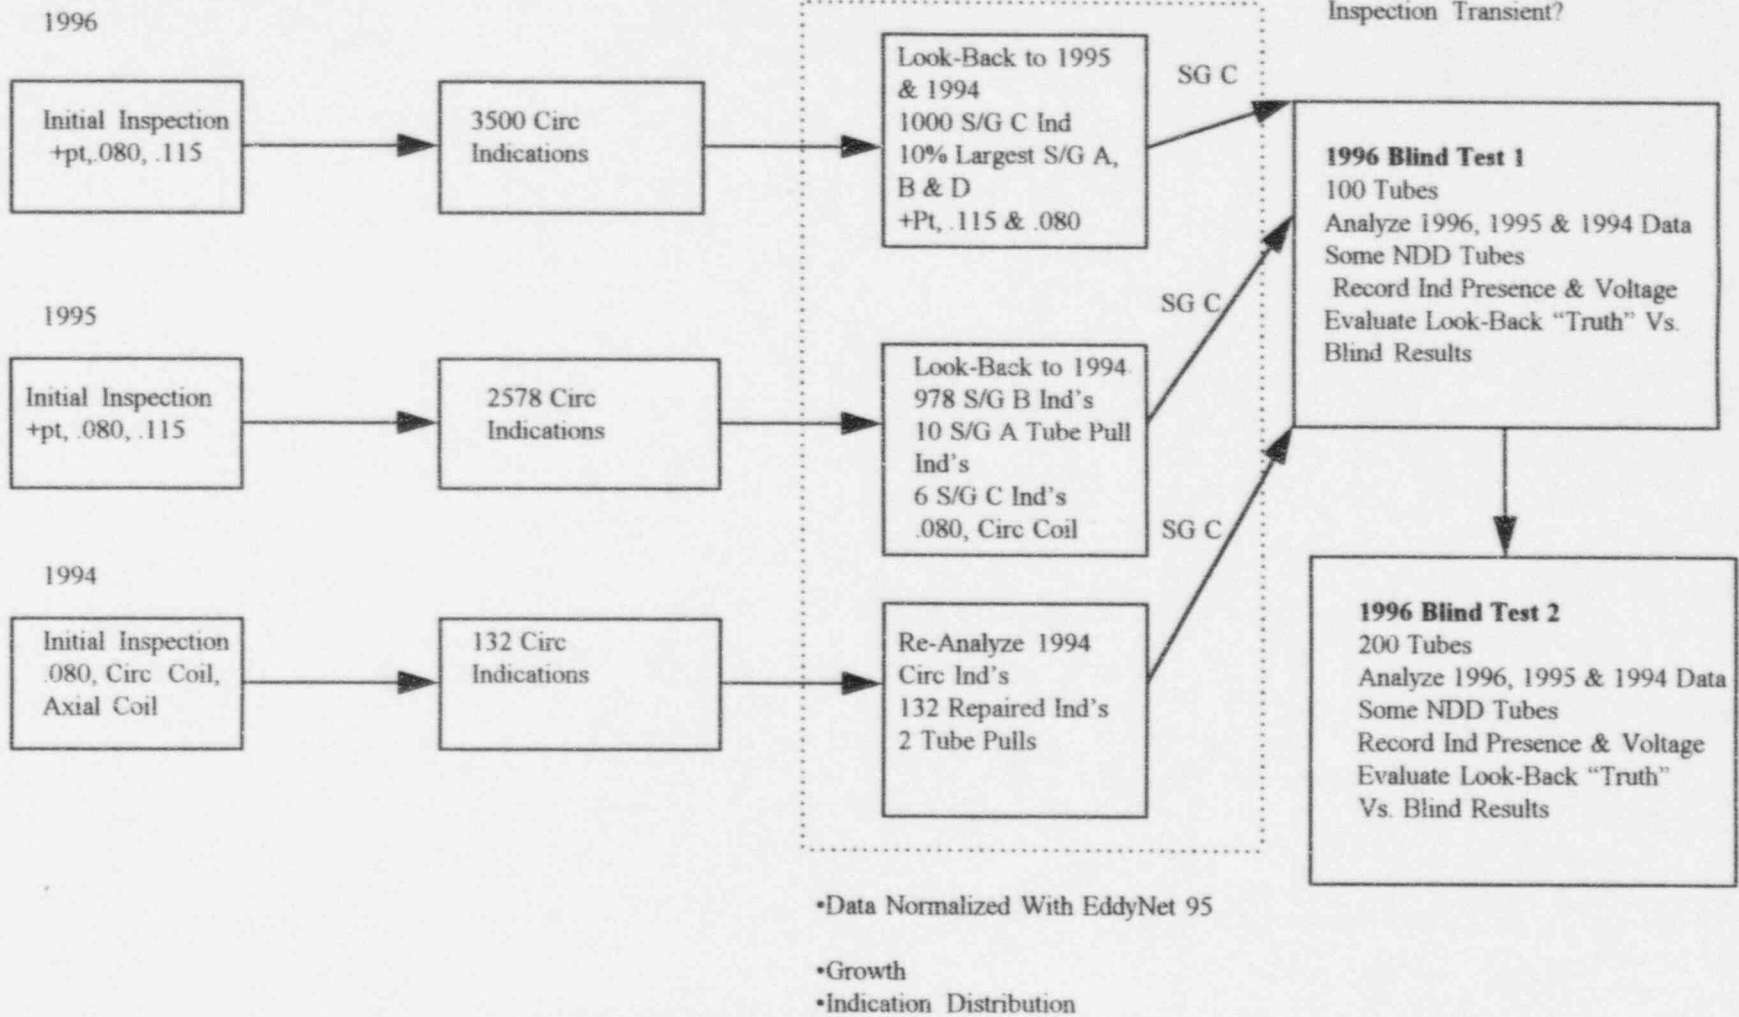 1996
Initial Inspection
+pt,.080, .115
3500 Circ
Indications
Look-Back to 1995
& 1994
1000 S/G C Ind
10% Largest S/G A,
B & D
+Pt, .115 & .080
SG C
Inspection Transient?
1996 Blind Test 1
100 Tubes
Analyze 1996, 1995 & 1994 Data
Some NDD Tubes
Record Ind Presence & Voltage
Evaluate Look-Back “Truth” Vs.
Blind Results
1995
Initial Inspection
+pt, .080, .115
2578 Circ
Indications
Look-Back to 1994
978 S/G B Ind's
10 S/G A Tube Pull
Ind's
6 S/G C Ind's
.080, Circ Coil
SG C
1994
Initial Inspection
.080, Circ Coil,
Axial Coil
132 Circ
Indications
Re-Analyze 1994
Circ Ind's
132 Repaired Ind's
2 Tube Pulls
SG C
1996 Blind Test 2
200 Tubes
Analyze 1996, 1995 & 1994 Data
Some NDD Tubes
Record Ind Presence & Voltage
Evaluate Look-Back “Truth”
Vs. Blind Results
•Data Normalized With EddyNet 95
•Growth
•Indication Distribution